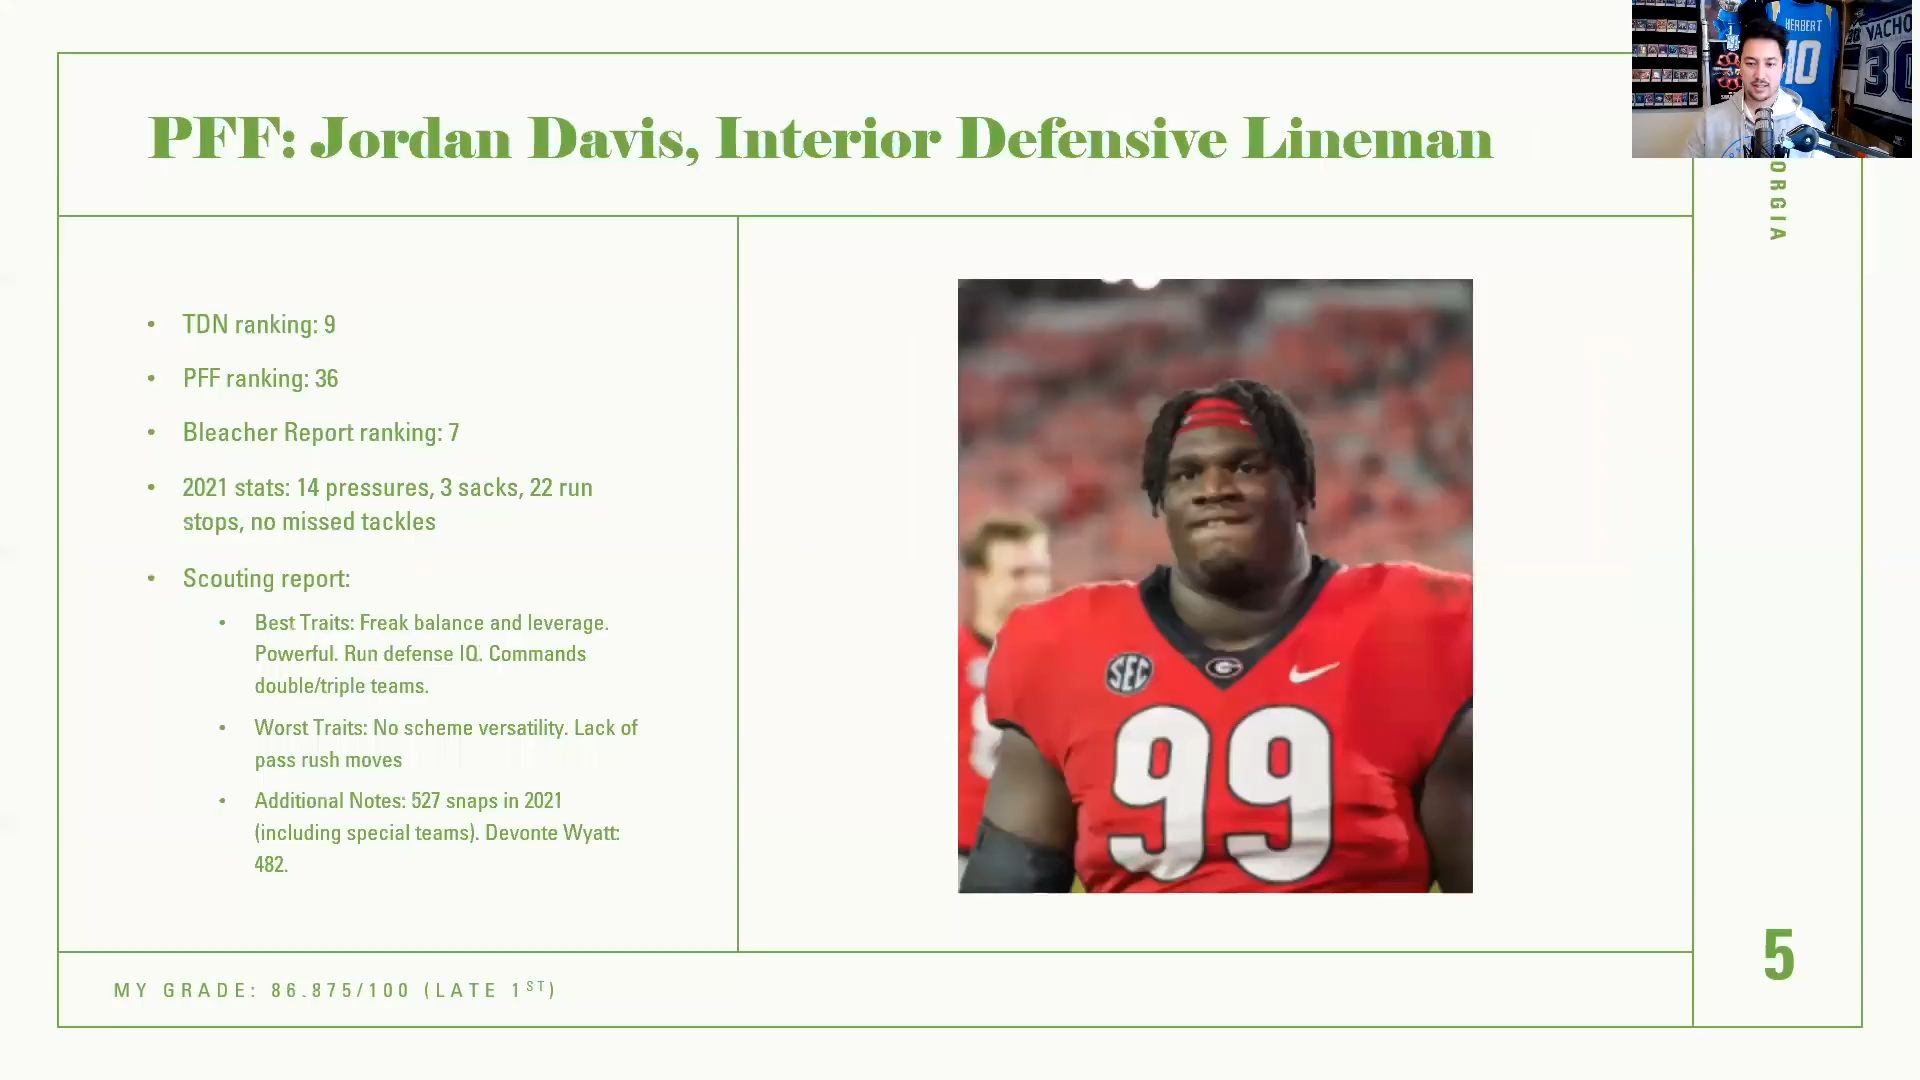 PFF: Jordan Davis, Interior Defensive Lineman
HERBERT
10
VACHO
30
ORGIA
• TDN ranking: 9
• PFF ranking: 36
• Bleacher Report ranking: 7
• 2021 stats: 14 pressures, 3 sacks, 22 run
stops, no missed tackles
• Scouting report:
• Best Traits: Freak balance and leverage.
Powerful. Run defense IQ. Commands
double/triple teams.
• Worst Traits: No scheme versatility. Lack of
pass rush moves
• Additional Notes: 527 snaps in 2021
(including special teams). Devonte Wyatt:
482.
SEC
G
99
MY GRADE: 86.875/100 (LATE 1ST)
5